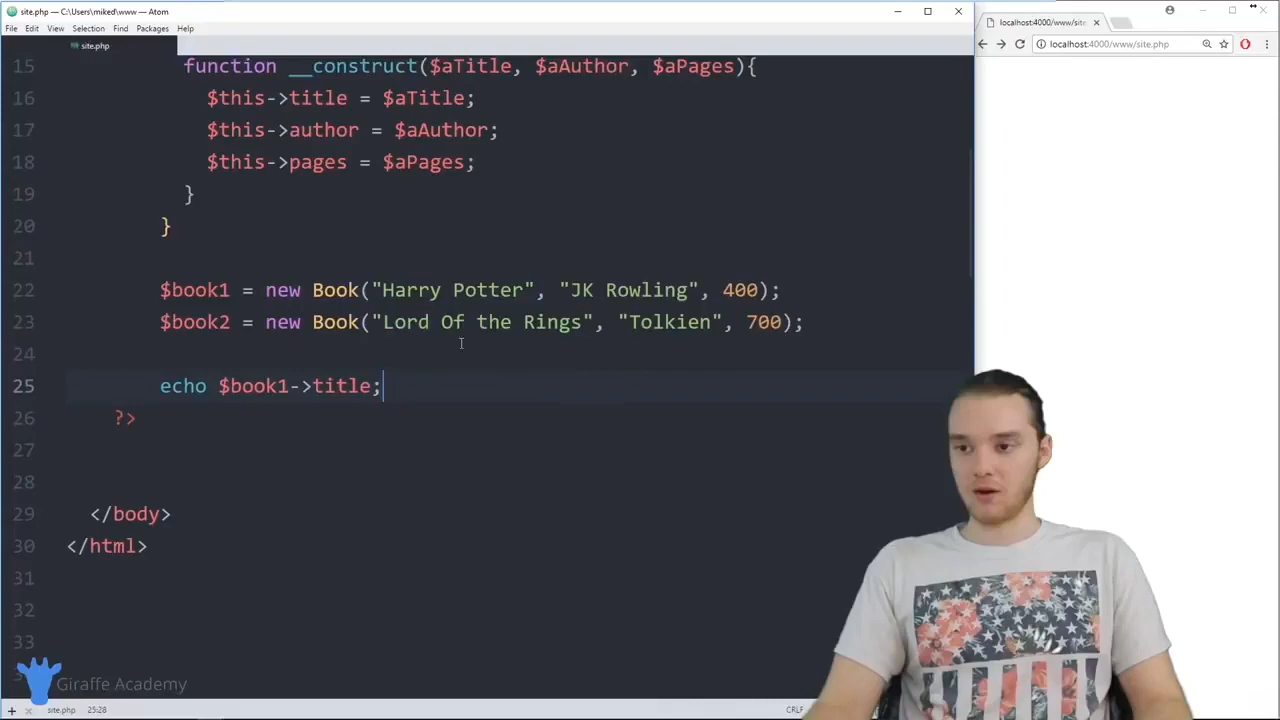 site.php — C:\Users\miked\www — Atom
File Edit View Selection Find Packages Help
site.php
localhost:4000/www/site
localhost:4000/www/site.php
15 function __construct($aTitle, $aAuthor, $aPages){
16 $this->title = $aTitle;
17 $this->author = $aAuthor;
18 $this->pages = $aPages;
19 }
20 }
21
22 $book1 = new Book("Harry Potter", "JK Rowling", 400);
23 $book2 = new Book("Lord Of the Rings", "Tolkien", 700);
24
25 echo $book1->title;
26 ?>
27
28
29 </body>
30 </html>
31
32
33
Giraffe Academy
site.php 25:28 CRLF